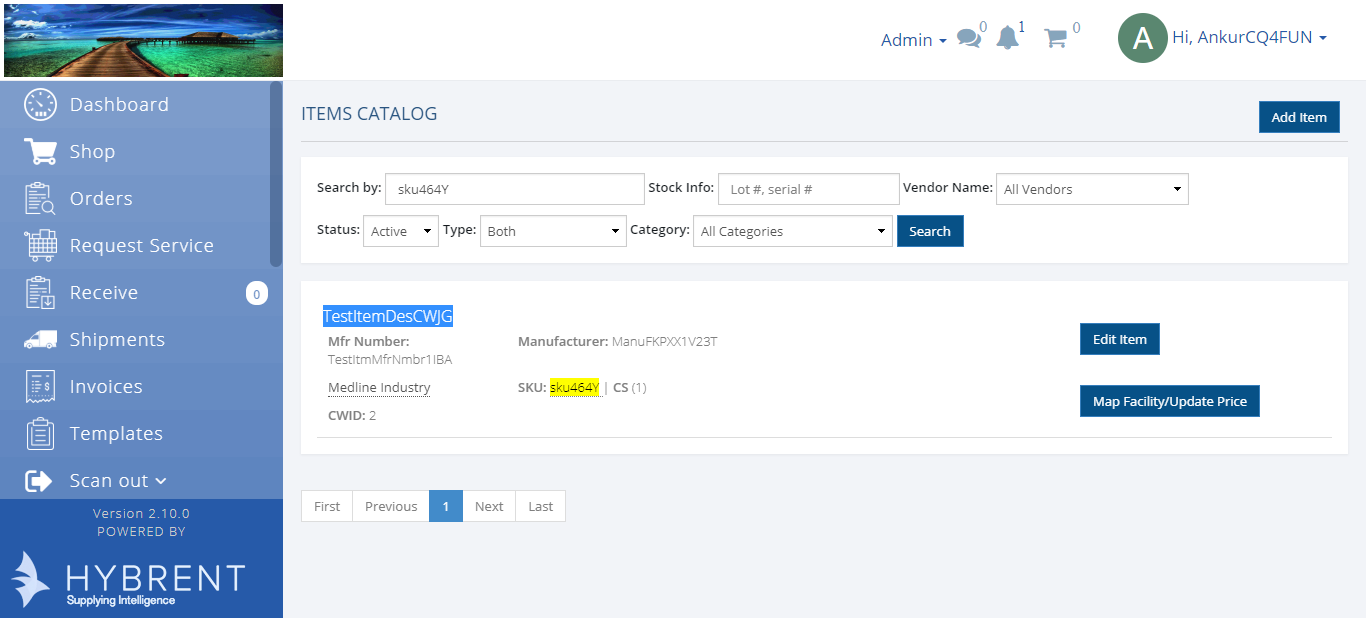 Admin 0 1 0 A Hi, AnkurCQ4FUN
Dashboard
Shop
Orders
Request Service
Receive 0
Shipments
Invoices
Templates
Scan out
Version 2.10.0
POWERED BY
HYBRENT
Supplying Intelligence
ITEMS CATALOG
Add Item
Search by: sku464Y Stock Info: Lot #, serial # Vendor Name: All Vendors
Status: Active Type: Both Category: All Categories Search
TestItemDesCWJG
Mfr Number: Manufacturer: ManuFKPXX1V23T
TestItmMfrNmbr1IBA
Edit Item
Medline Industry SKU: sku464Y | CS (1)
Map Facility/Update Price
CWID: 2
First Previous 1 Next Last